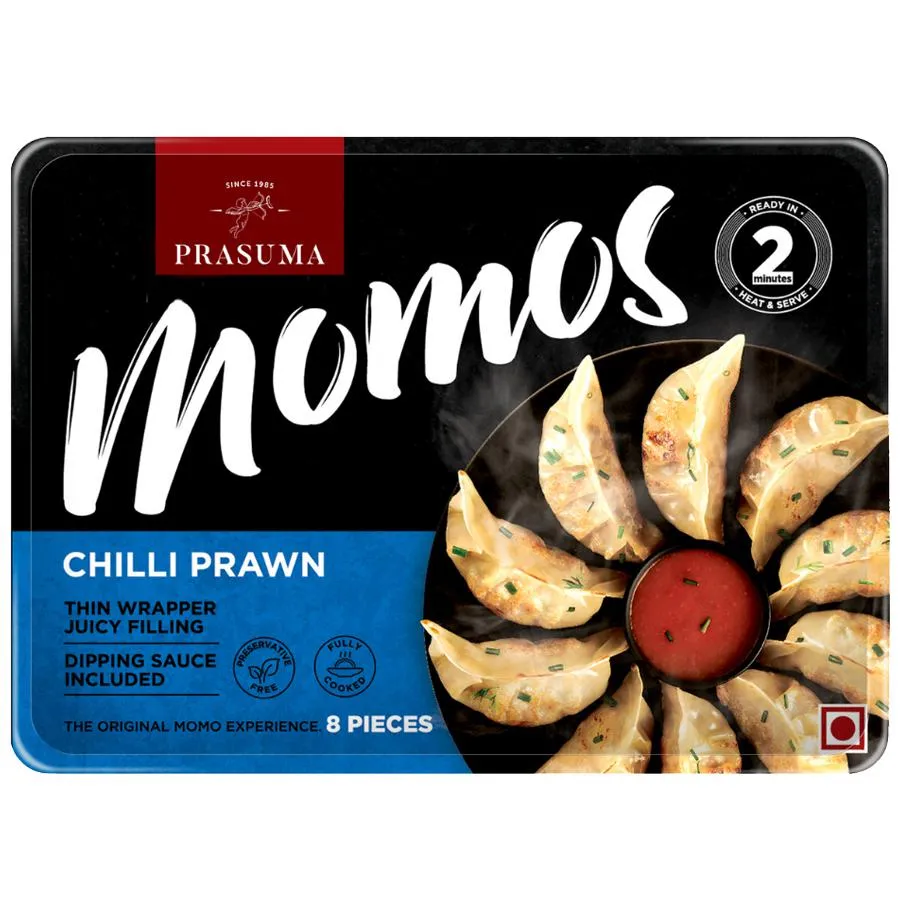 SINCE 1985
PRASUMA
Momos
READY IN
2
minutes
HEAT & SERVE
CHILLI PRAWN
THIN WRAPPER
JUICY FILLING
DIPPING SAUCE
INCLUDED
PRESERVATIVE
FREE
FULLY
COOKED
THE ORIGINAL MOMO EXPERIENCE. 8 PIECES